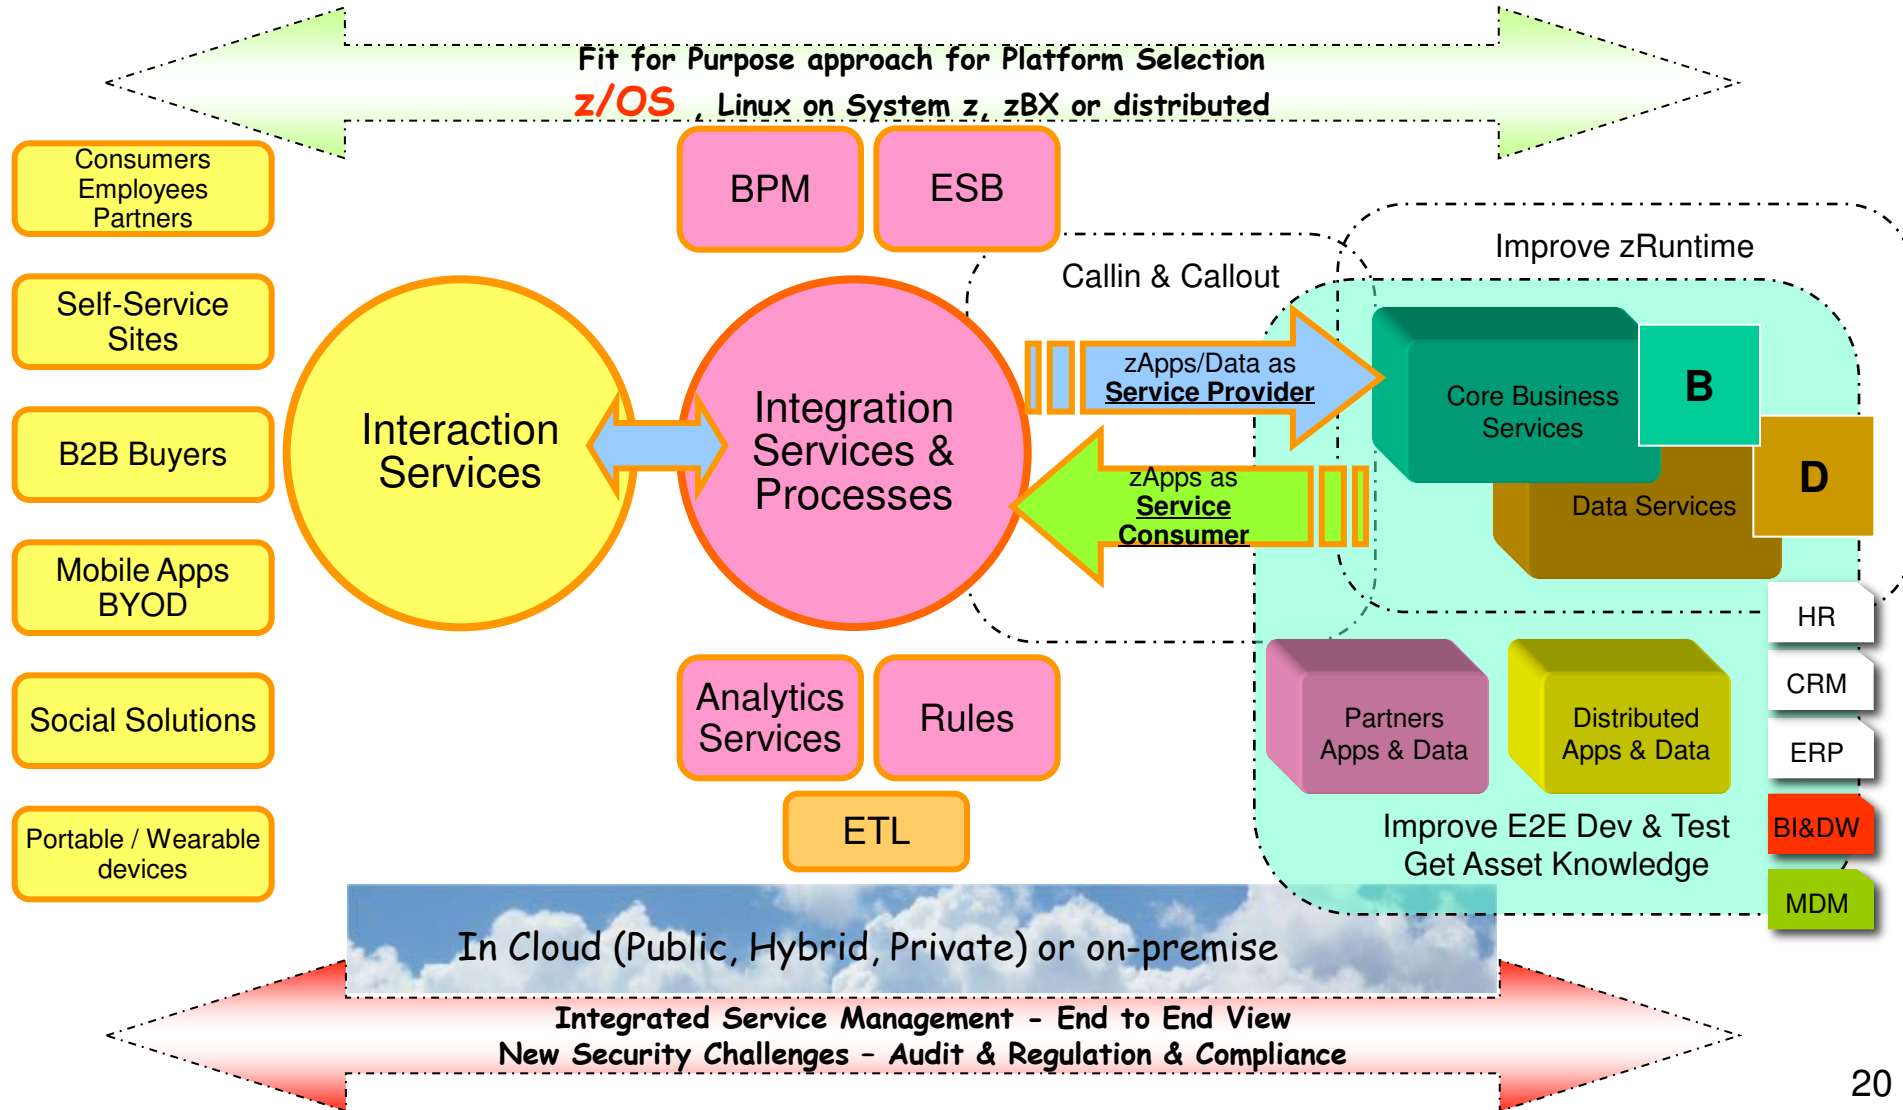 Fit for Purpose approach for Platform Selection
z/OS , Linux on System z, zBX or distributed
Consumers
Employees
Partners
Self-Service
Sites
B2B Buyers
Mobile Apps
BYOD
Social Solutions
Portable / Wearable
devices
Interaction
Services
BPM
ESB
Integration
Services &
Processes
Analytics
Services
Rules
ETL
Callin & Callout
zApps/Data as
Service Provider
zApps as
Service
Consumer
Improve zRuntime
Core Business
Services
B
Data Services
D
Partners
Apps & Data
Distributed
Apps & Data
Improve E2E Dev & Test
Get Asset Knowledge
HR
CRM
ERP
BI&DW
MDM
In Cloud (Public, Hybrid, Private) or on-premise
Integrated Service Management - End to End View
New Security Challenges – Audit & Regulation & Compliance
20